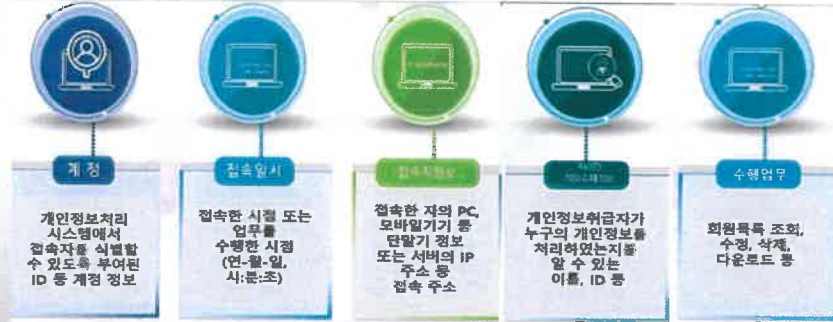 계정
개인정보처리
시스템에서
접속자를 식별할
수 있도록 부여된
ID 등 계정 정보
접속일시
접속한 시점 또는
업무를
수행한 시점
(연-월-일,
시:분:초)
접속지정보
접속한 자의 PC,
모바일기기 등
단말기 정보
또는 서버의 IP
주소 등
접속 주소
개인정보취급자가
누구의 개인정보를
처리하였는지를
알 수 있는
이름, ID 등
수행업무
회원목록 조회,
수정, 삭제,
다운로드 등